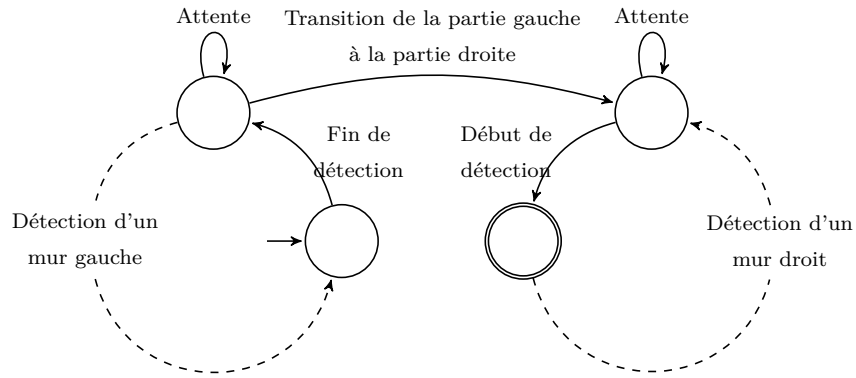 Attente
Transition de la partie gauche
à la partie droite
Attente
Fin de
détection
Début de
détection
Détection d'un
mur gauche
Détection d'un
mur droit